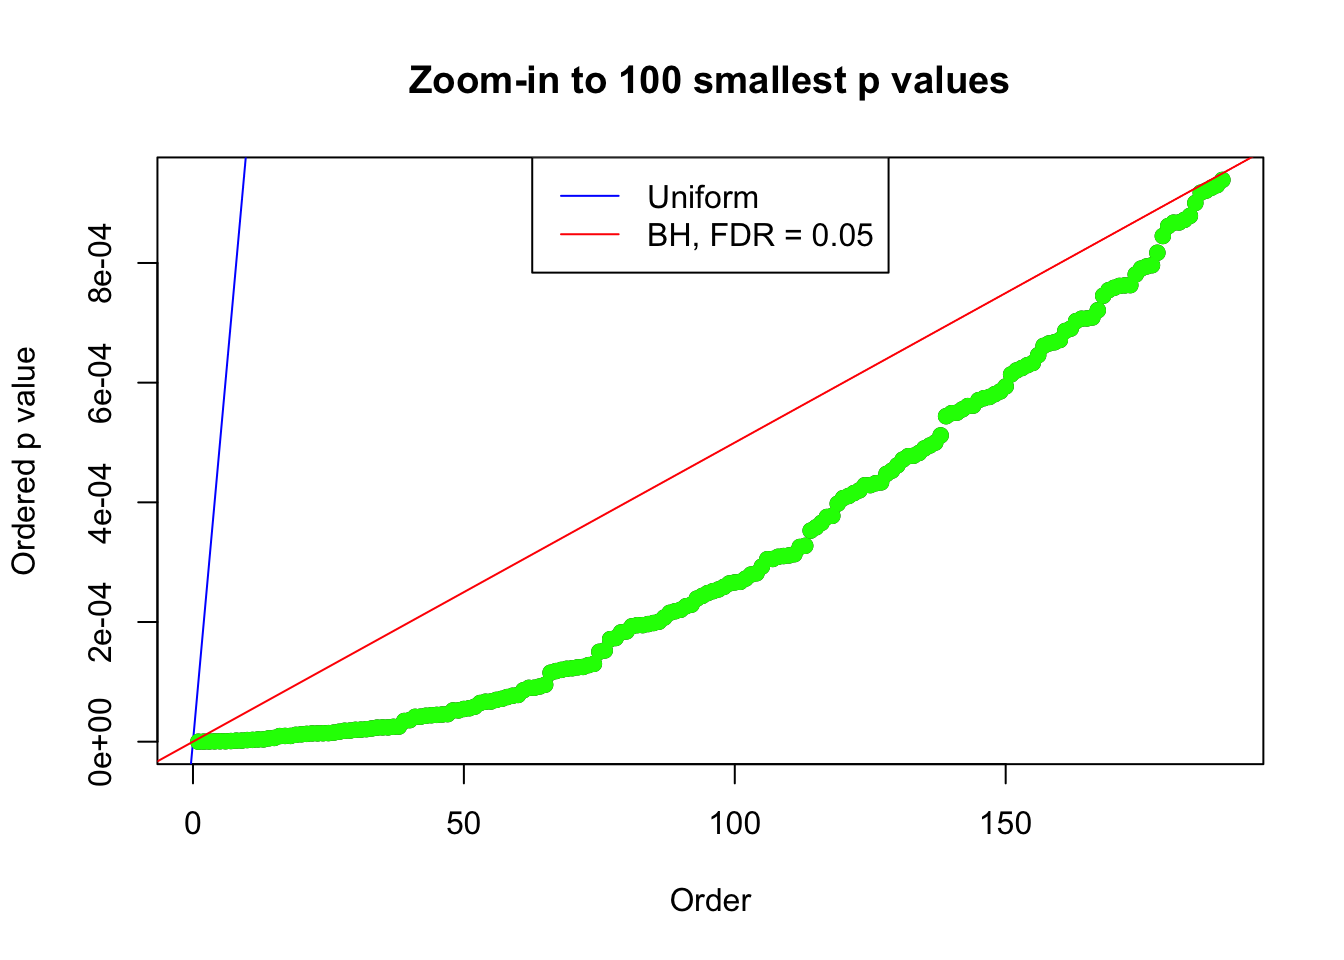 Zoom-in to 100 smallest p values
Uniform
BH, FDR = 0.05
Ordered p value
8e-04
6e-04
4e-04
2e-04
0e+00
0
50
100
150
Order